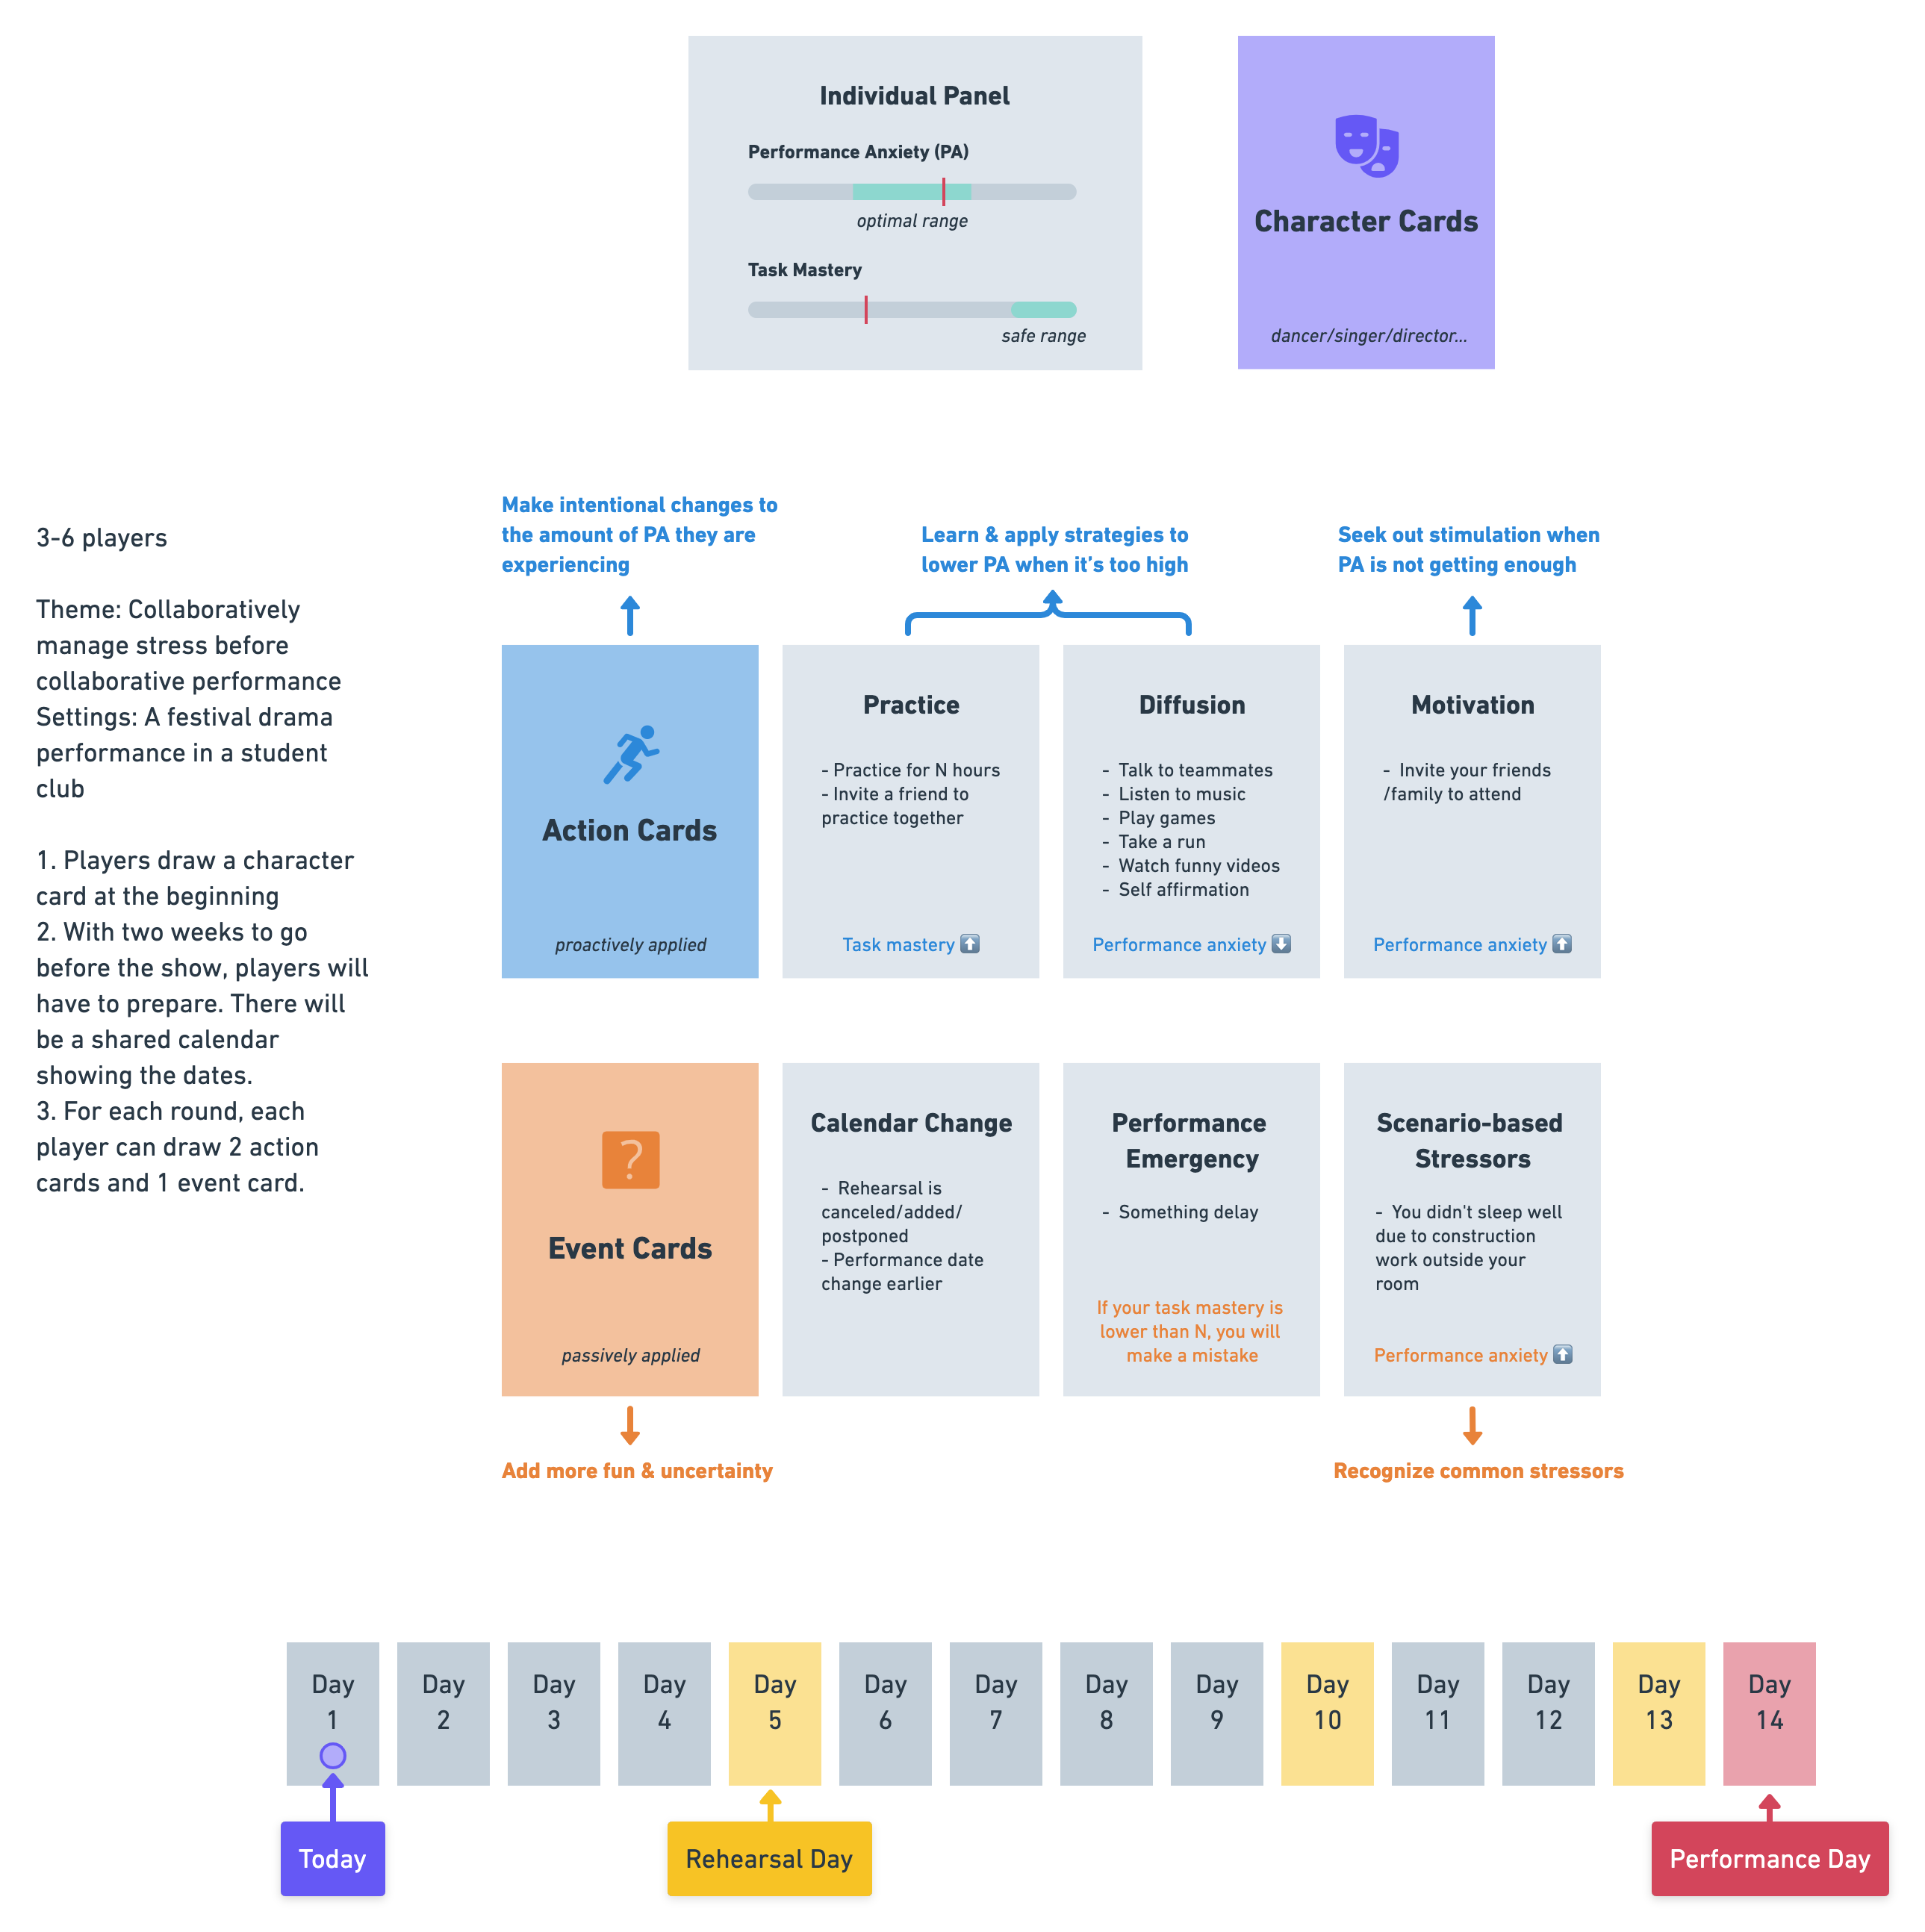 Individual Panel
Performance Anxiety (PA)
optimal range
Task Mastery
safe range
Character Cards
dancer/singer/director...
3-6 players
Theme: Collaboratively
manage stress before
collaborative performance
Settings: A festival drama
performance in a student
club
1. Players draw a character
card at the beginning
2. With two weeks to go
before the show, players will
have to prepare. There will
be a shared calendar
showing the dates.
3. For each round, each
player can draw 2 action
cards and 1 event card.
Make intentional changes to
the amount of PA they are
experiencing
Learn & apply strategies to
lower PA when it's too high
Seek out stimulation when
PA is not getting enough
Action Cards
proactively applied
Practice
- Practice for N hours
- Invite a friend to
practice together
Task mastery ⬆️
Diffusion
- Talk to teammates
- Listen to music
- Play games
- Take a run
- Watch funny videos
- Self affirmation
Performance anxiety ⬇️
Motivation
- Invite your friends
/family to attend
Performance anxiety ⬆️
?
Event Cards
passively applied
Calendar Change
- Rehearsal is
canceled/added/
postponed
- Performance date
change earlier
Performance
Emergency
- Something delay
If your task mastery is
lower than N, you will
make a mistake
Scenario-based
Stressors
- You didn't sleep well
due to construction
work outside your
room
Performance anxiety ⬆️
Add more fun & uncertainty
Recognize common stressors
Day
1
Day
2
Day
3
Day
4
Day
5
Day
6
Day
7
Day
8
Day
9
Day
10
Day
11
Day
12
Day
13
Day
14
Today
Rehearsal Day
Performance Day